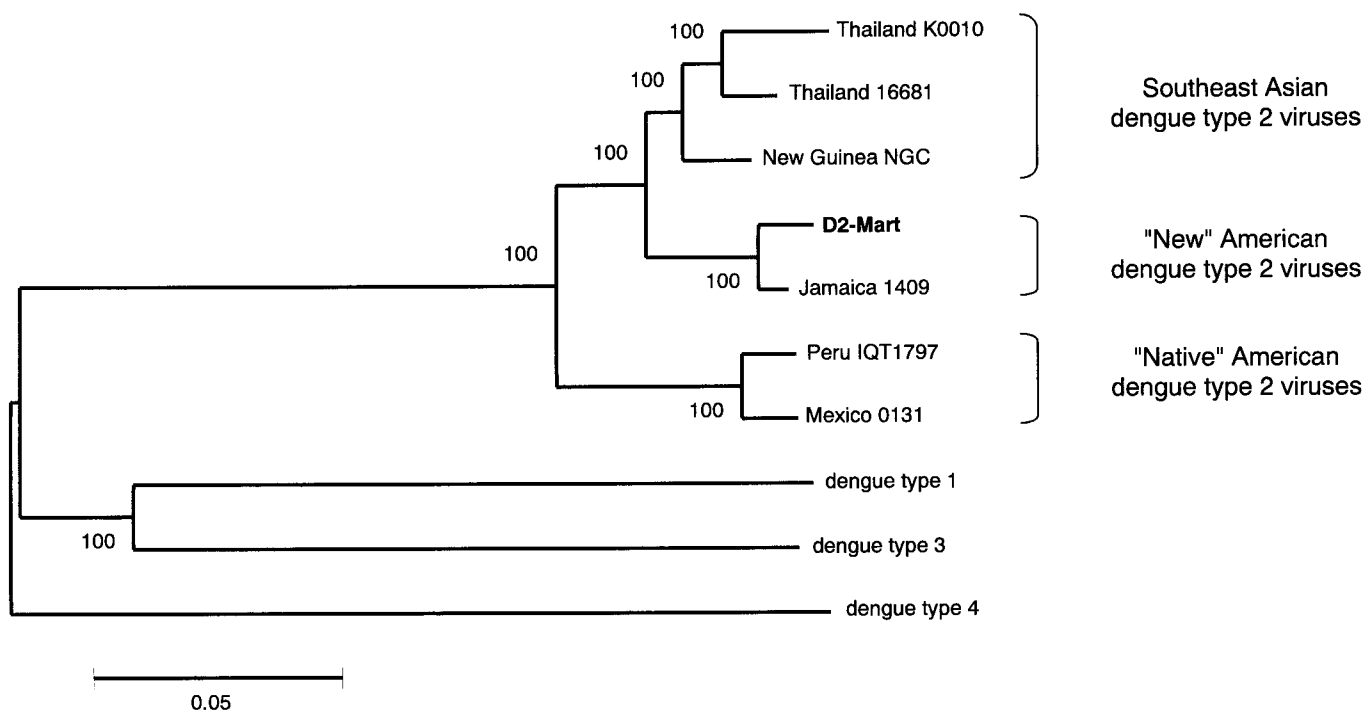 100
Thailand K0010
100
Thailand 16681
Southeast Asian
dengue type 2 viruses
100
New Guinea NGC
100
D2-Mart
"New" American
dengue type 2 viruses
100
Jamaica 1409
Peru IQT1797
"Native" American
dengue type 2 viruses
100
Mexico 0131
dengue type 1
100
dengue type 3
dengue type 4
0.05